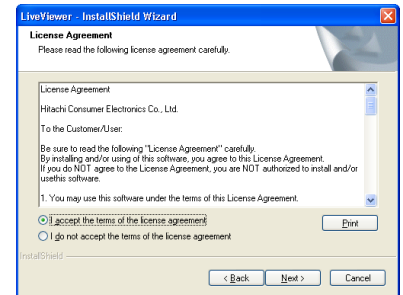 LiveViewer - InstallShield Wizard
License Agreement
Please read the following license agreement carefully.
License Agreement
Hitachi Consumer Electronics Co., Ltd.
To the Customer/User:
Be sure to read the following "License Agreement" carefully.
By installing and/or using of this software, you agree to this License Agreement.
If you do NOT agree to the License Agreement, you are NOT authorized to install and/or
usethis software.
1. You may use this software under the terms of this License Agreement.
I accept the terms of the license agreement
Print
I do not accept the terms of the license agreement
InstallShield
< Back Next > Cancel